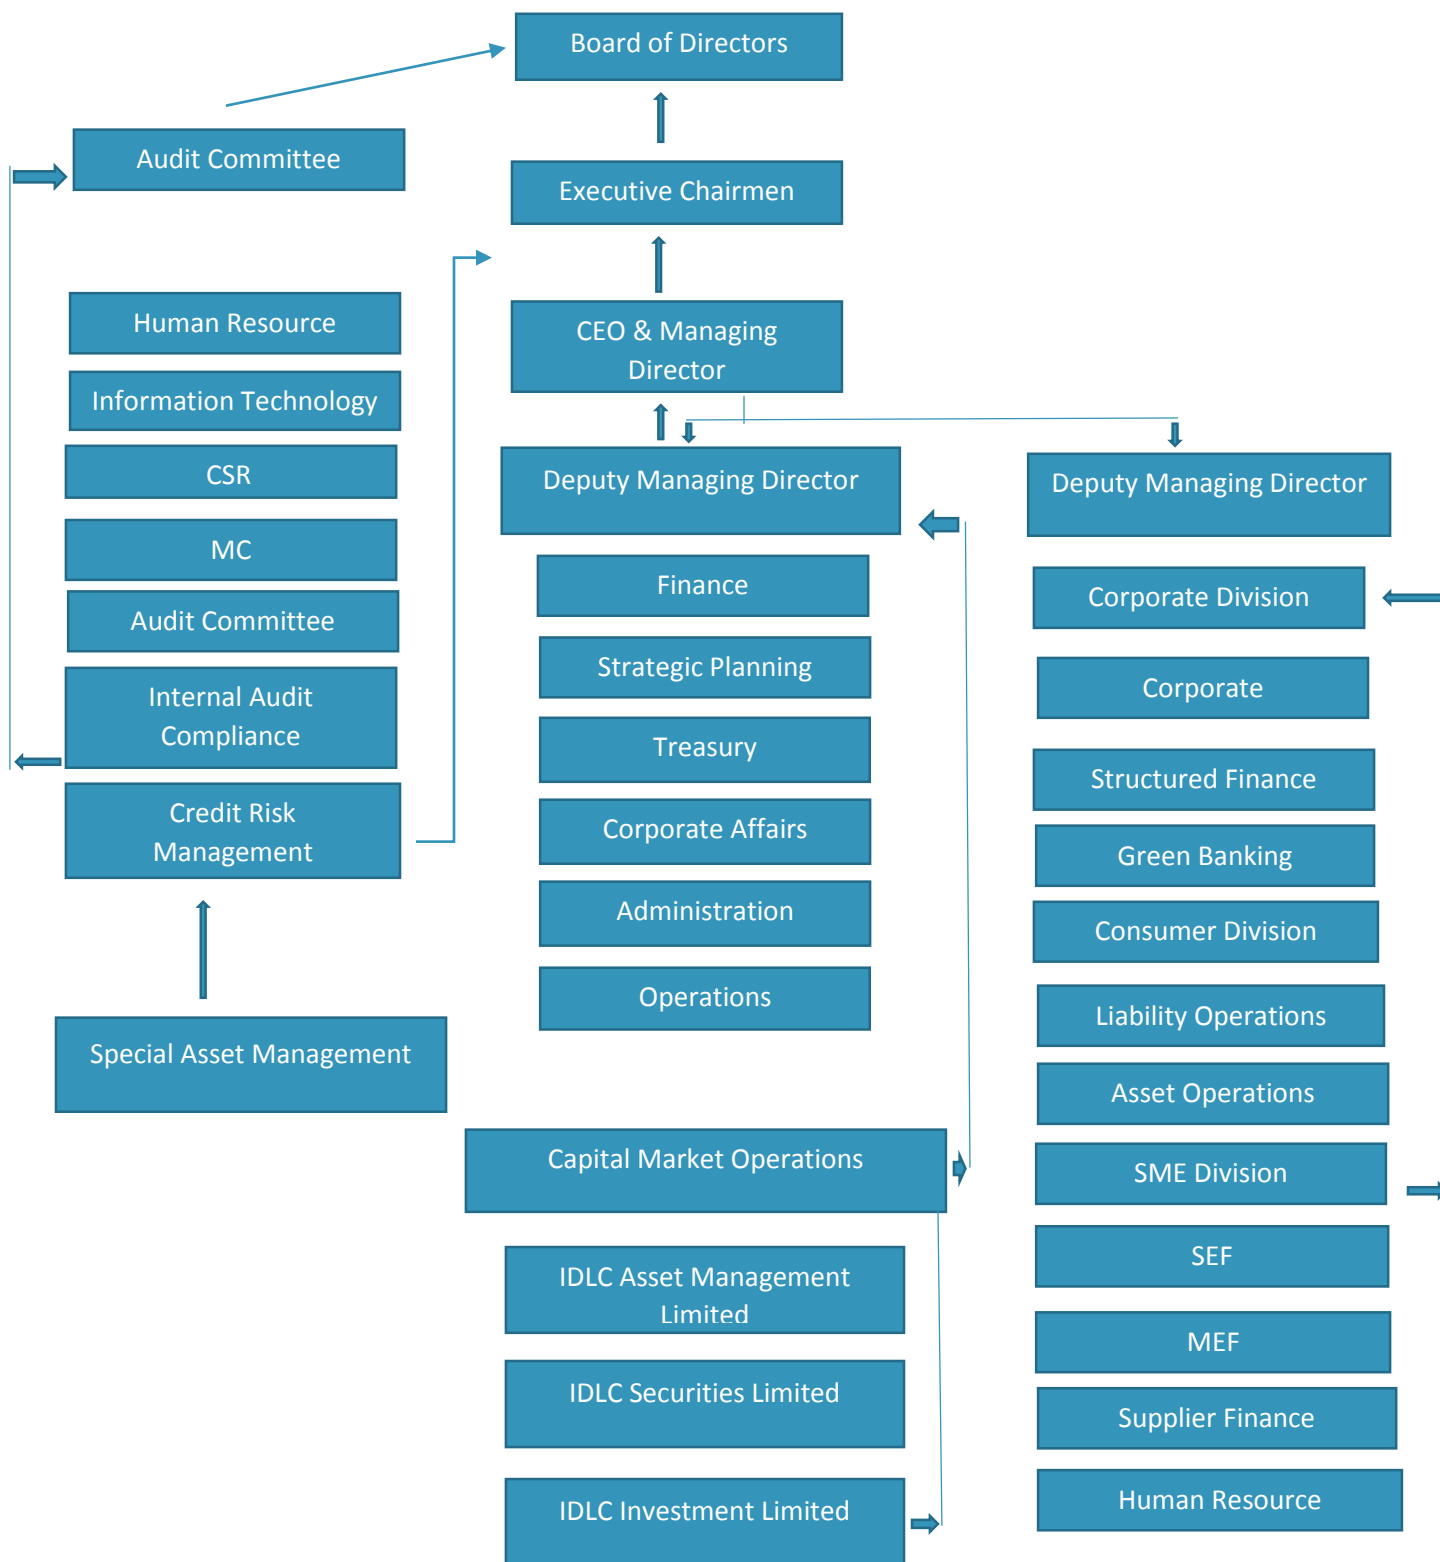 Board of Directors
Audit Committee
Executive Chairmen
Human Resource
Information Technology
CSR
MC
Audit Committee
Internal Audit
Compliance
Credit Risk
Management
Special Asset Management
CEO & Managing
Director
Deputy Managing Director
Finance
Strategic Planning
Treasury
Corporate Affairs
Administration
Operations
Capital Market Operations
IDLC Asset Management
Limited
IDLC Securities Limited
IDLC Investment Limited
Deputy Managing Director
Corporate Division
Corporate
Structured Finance
Green Banking
Consumer Division
Liability Operations
Asset Operations
SME Division
SEF
MEF
Supplier Finance
Human Resource